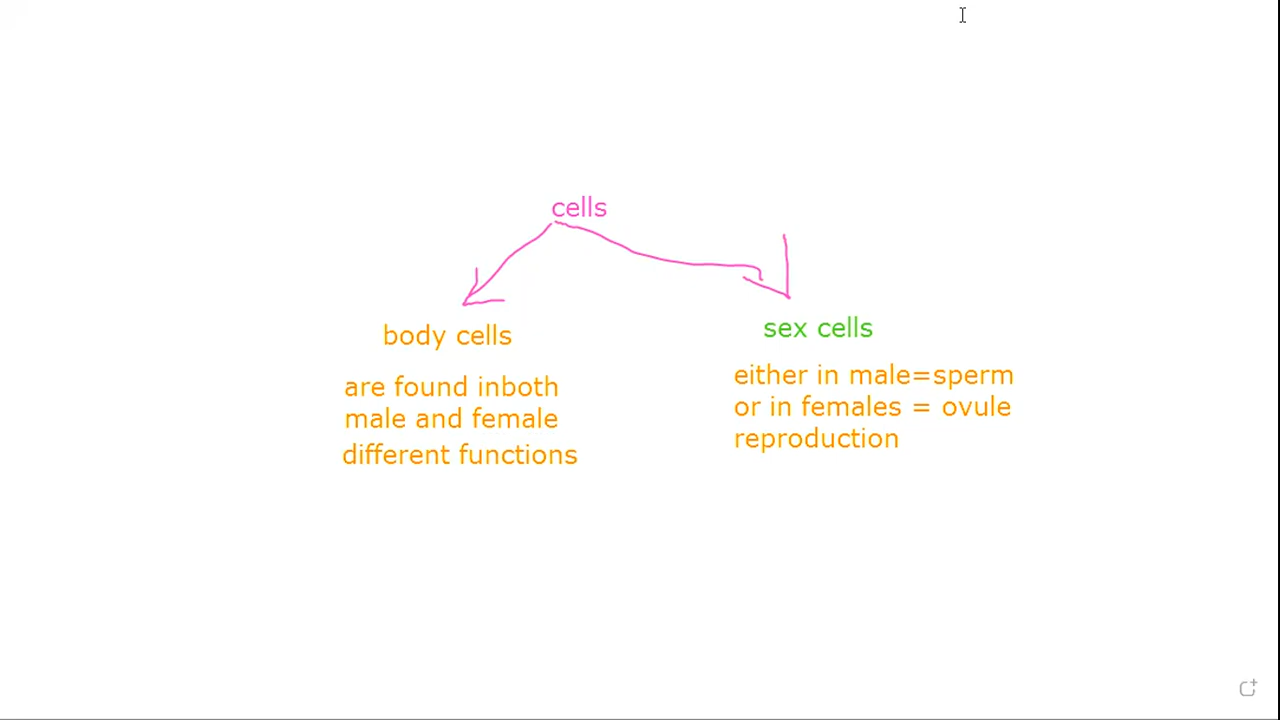 cells
body cells
are found inboth
male and female
different functions
sex cells
either in male=sperm
or in females = ovule
reproduction